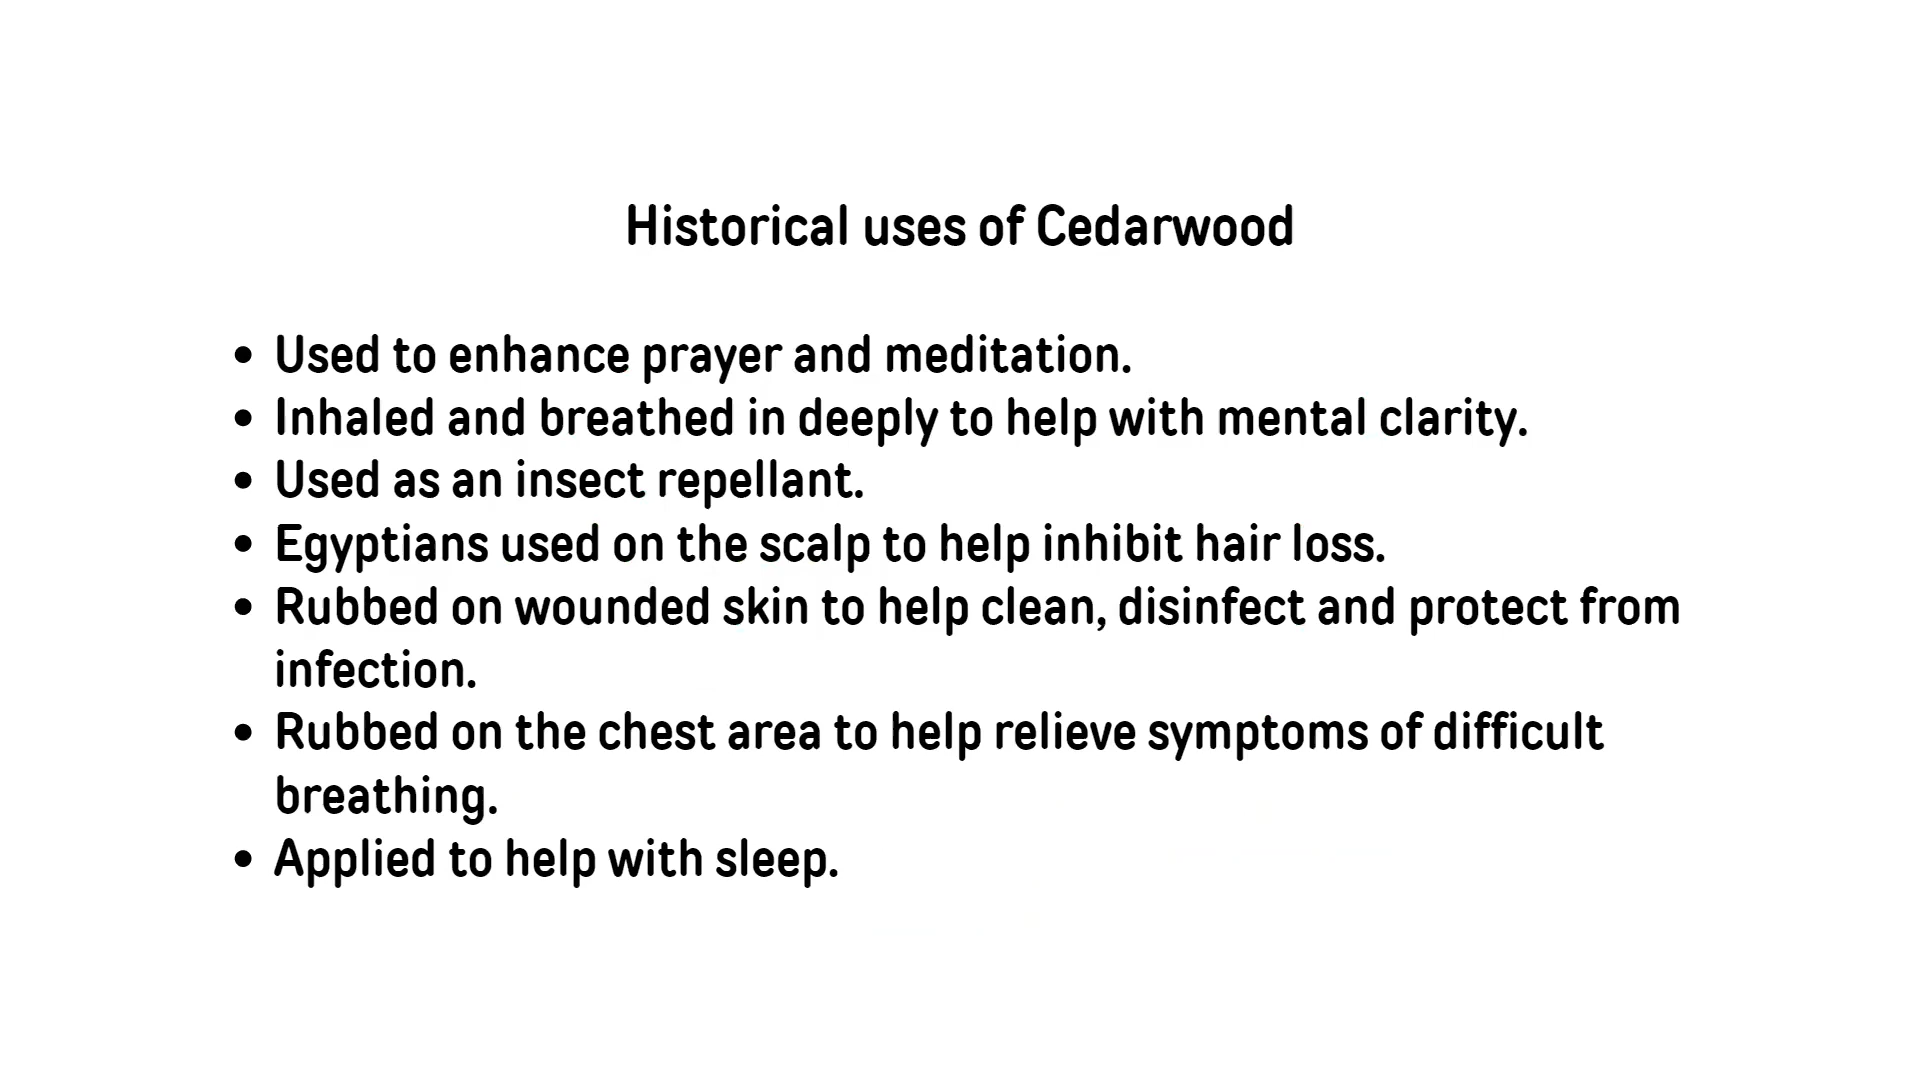 Historical uses of Cedarwood
• Used to enhance prayer and meditation.
• Inhaled and breathed in deeply to help with mental clarity.
• Used as an insect repellant.
• Egyptians used on the scalp to help inhibit hair loss.
• Rubbed on wounded skin to help clean, disinfect and protect from
infection.
• Rubbed on the chest area to help relieve symptoms of difficult
breathing.
• Applied to help with sleep.